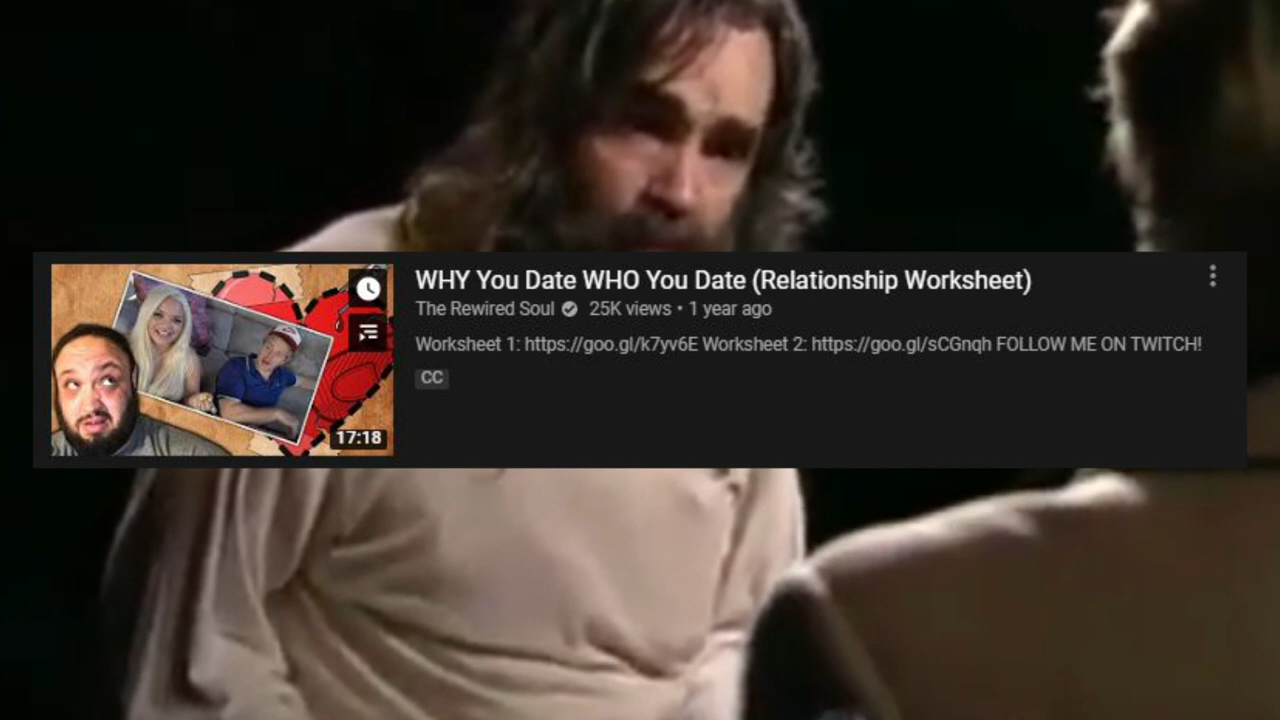 WHY You Date WHO You Date (Relationship Worksheet)
The Rewired Soul 25K views • 1 year ago
Worksheet 1: https://goo.gl/k7yv6E Worksheet 2: https://goo.gl/sCGnqh FOLLOW ME ON TWITCH!
CC
17:18